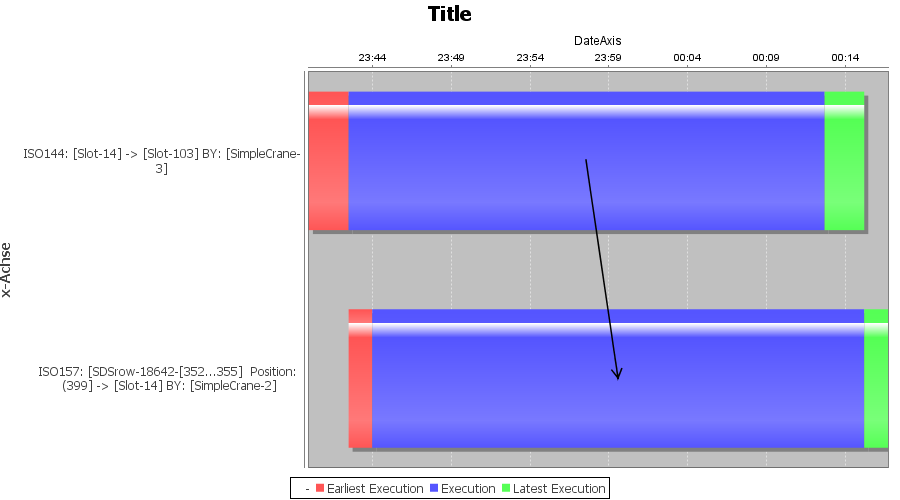 Title
DateAxis
23:44 23:49 23:54 23:59 00:04 00:09 00:14
x-Achse
ISO144: [Slot-14] -> [Slot-103] BY: [SimpleCrane-
3]
ISO157: [SDSrow-18642-[352...355] Position:
(399] -> [Slot-14] BY: [SimpleCrane-2]
- Earliest Execution Execution Latest Execution